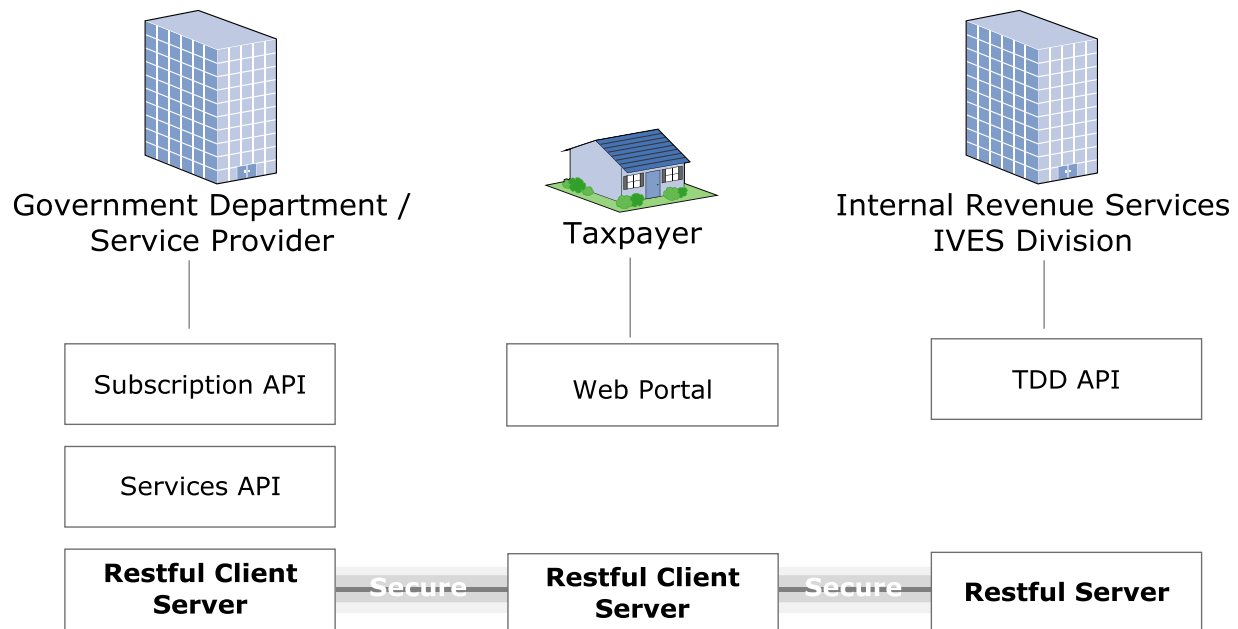 Government Department /
Service Provider
Taxpayer
Internal Revenue Services
IVES Division
Subscription API
Web Portal
TDD API
Services API
Restful Client
Server
Secure
Restful Client
Server
Secure
Restful Server